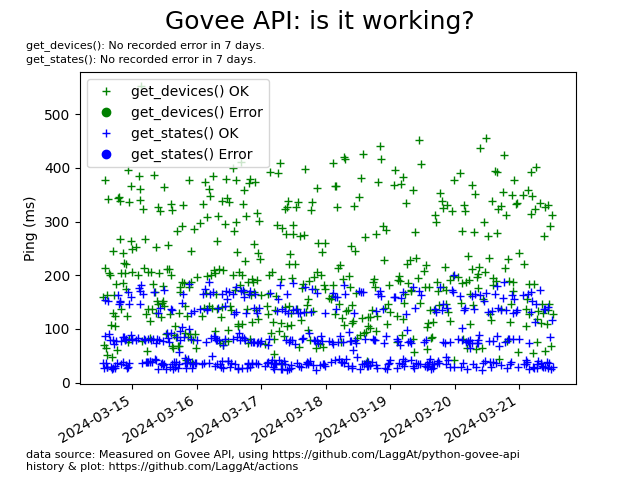 Govee API: is it working?
get_devices(): No recorded error in 7 days.
get_states(): No recorded error in 7 days.
get_devices() OK
get_devices() Error
get_states() OK
get_states() Error
Ping (ms)
500
400
300
200
100
0
2024-03-15
2024-03-16
2024-03-17
2024-03-18
2024-03-19
2024-03-20
2024-03-21
data source: Measured on Govee API, using https://github.com/LaggAt/python-govee-api
history & plot: https://github.com/LaggAt/actions